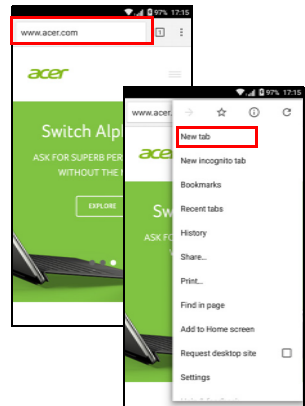 97% 17:15
www.acer.com
1
acer
Switch Alp
ASK FOR SUPERB PER
WITHOUT THE
EXPLORE
97% 17:15
www.acer.
ace
Sw
ASK FO
New tab
New incognito tab
Bookmarks
Recent tabs
History
Share...
Print...
Find in page
Add to Home screen
Request desktop site
Settings